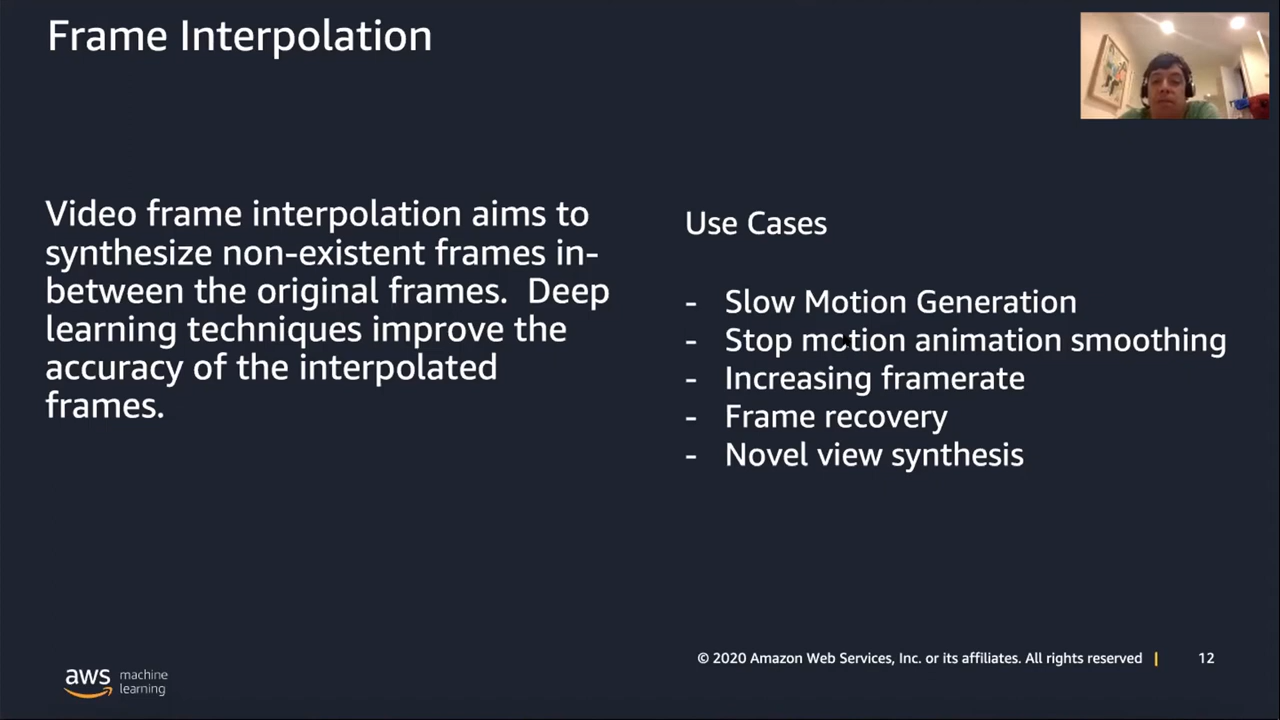 Frame Interpolation
Video frame interpolation aims to
synthesize non-existent frames in-
between the original frames.  Deep
learning techniques improve the
accuracy of the interpolated
frames.
Use Cases
- Slow Motion Generation
- Stop motion animation smoothing
- Increasing framerate
- Frame recovery
- Novel view synthesis
aws machine
learning
© 2020 Amazon Web Services, Inc. or its affiliates. All rights reserved | 12